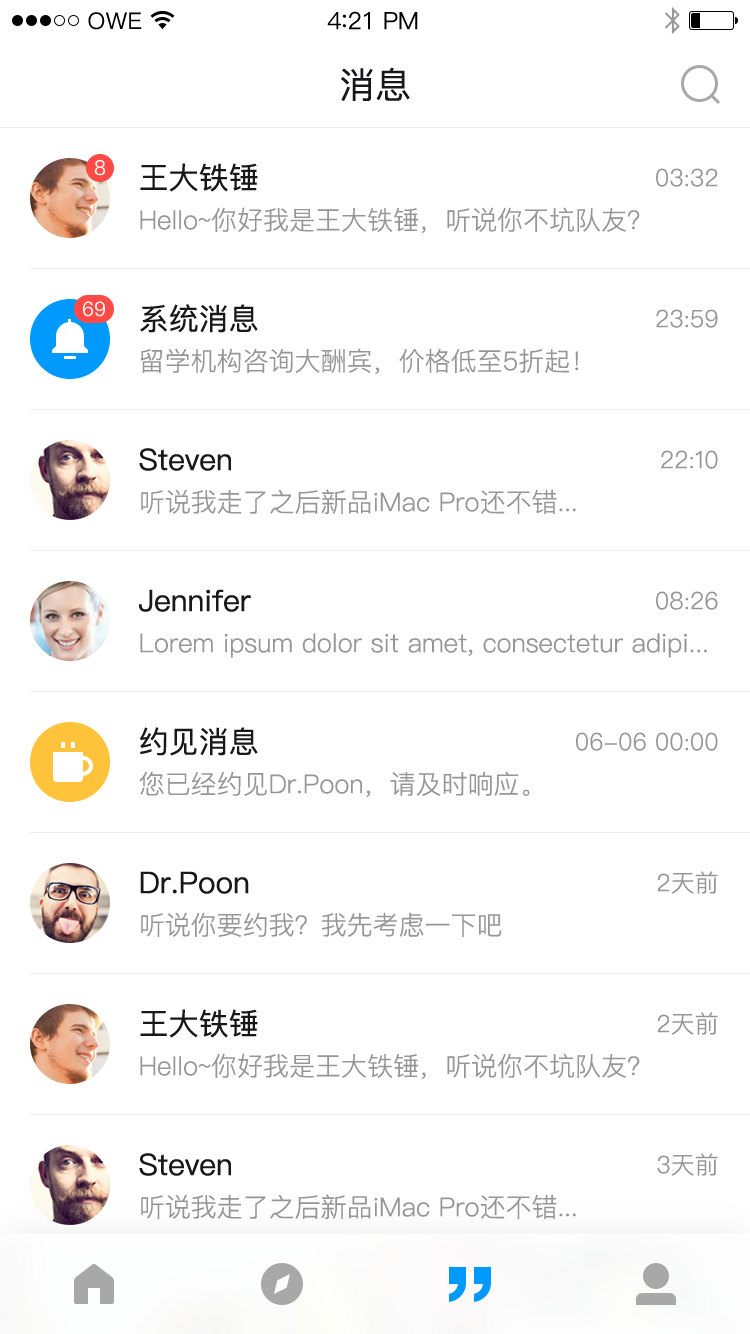 OWE 4:21 PM
消息
8
王大铁锤 03:32
Hello~你好我是王大铁锤，听说你不坑队友？
69
系统消息 23:59
留学机构咨询大酬宾，价格低至5折起！
Steven 22:10
听说我走了之后新品iMac Pro还不错...
Jennifer 08:26
Lorem ipsum dolor sit amet, consectetur adipi...
约见消息 06-06 00:00
您已经约见Dr.Poon，请及时响应。
Dr.Poon 2天前
听说你要约我？我先考虑一下吧
王大铁锤 2天前
Hello~你好我是王大铁锤，听说你不坑队友？
Steven 3天前
听说我走了之后新品iMac Pro还不错...